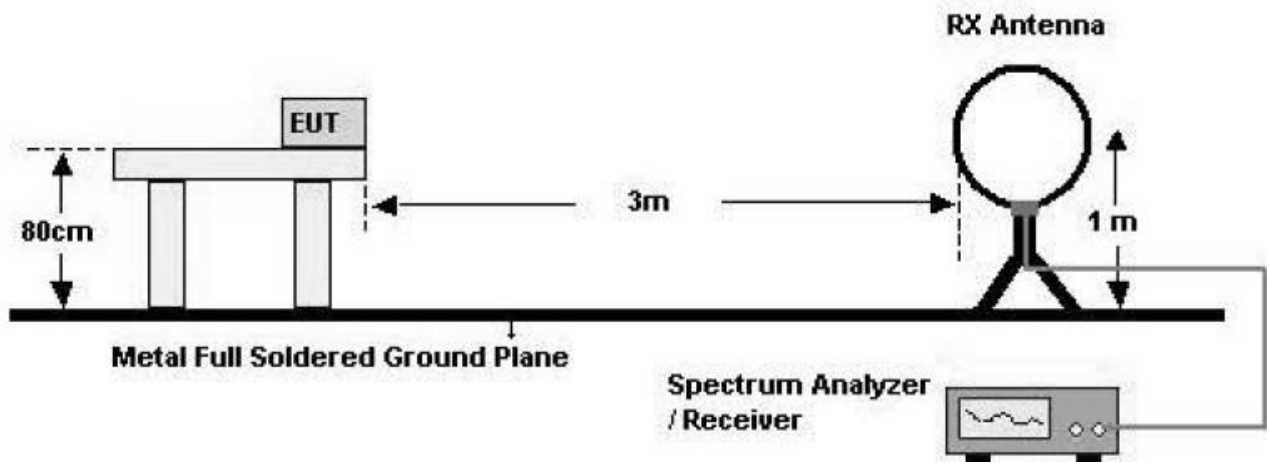 RX Antenna
EUT
80cm
3m
1 m
Metal Full Soldered Ground Plane
Spectrum Analyzer
/ Receiver